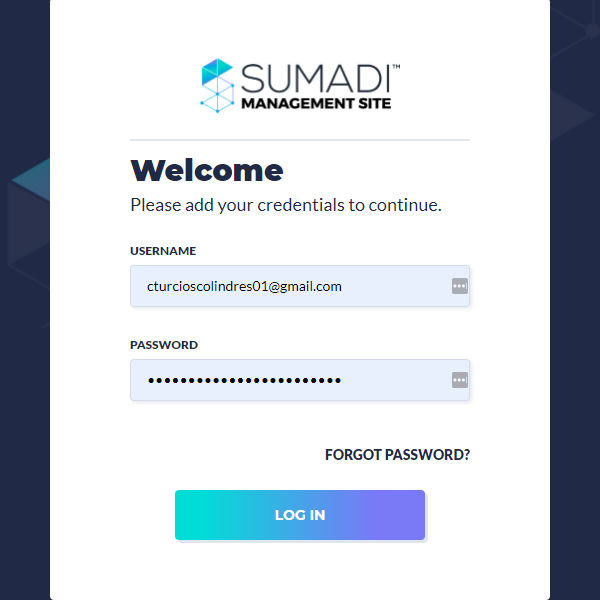 SUMADI™
MANAGEMENT SITE
Welcome
Please add your credentials to continue.
USERNAME
cturcioscolindres01@gmail.com
PASSWORD
••••••••••••••••••••••••
FORGOT PASSWORD?
LOG IN